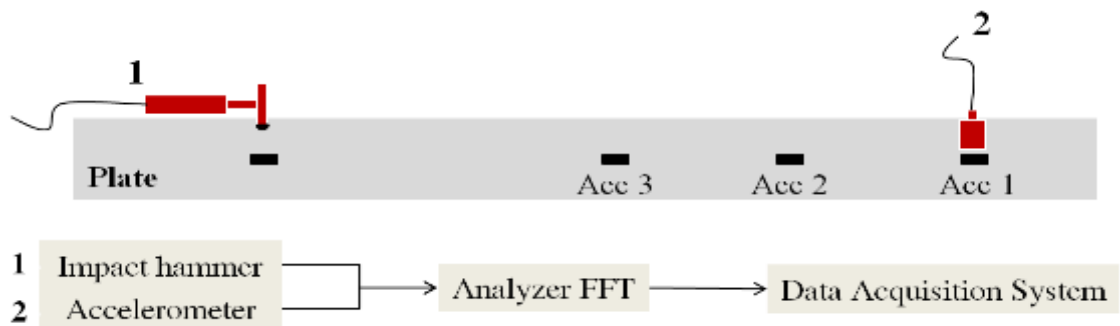 2
1
Plate
Acc 3
Acc 2
Acc 1
1 Impact hammer
2 Accelerometer
Analyzer FFT
Data Acquisition System